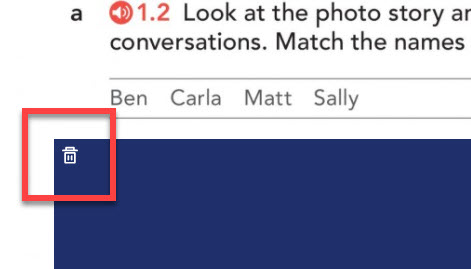 a 1.2 Look at the photo story ar
conversations. Match the names
Ben Carla Matt Sally